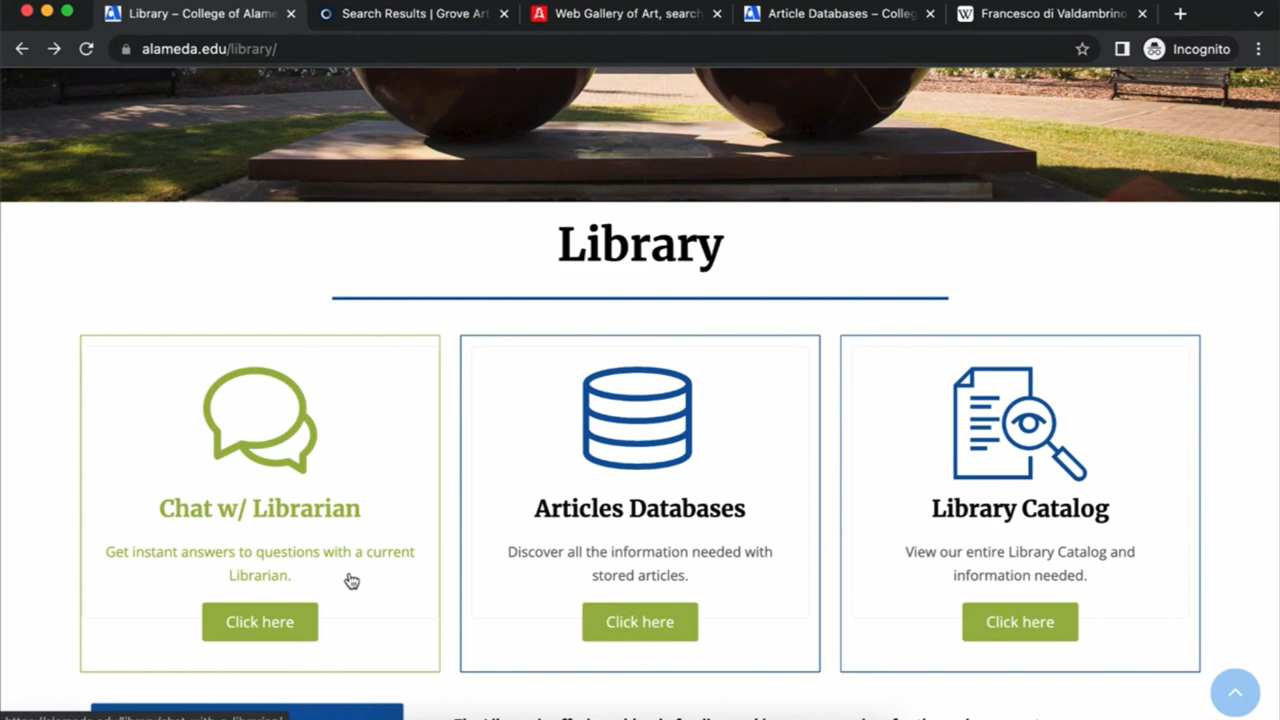 Library – College of Alame
Search Results | Grove Art
Web Gallery of Art, search
Article Databases – Colleg
W
Francesco di Valdambrino
alameda.edu/library/
Incognito
Library
Chat w/ Librarian
Get instant answers to questions with a current
Librarian.
Click here
Articles Databases
Discover all the information needed with
stored articles.
Click here
Library Catalog
View our entire Library Catalog and
information needed.
Click here